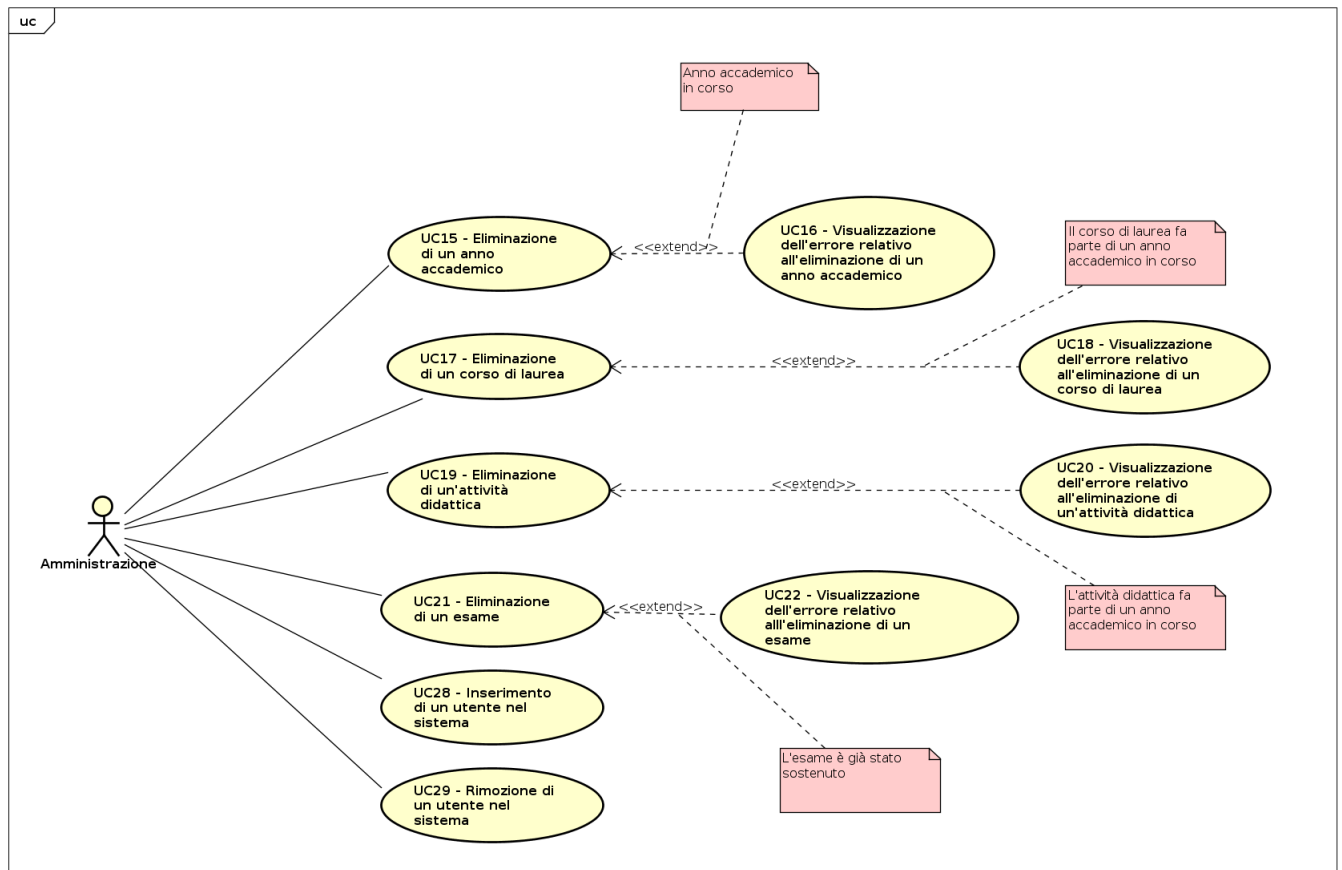 uc
Anno accademico
in corso
UC15 - Eliminazione
di un anno
accademico
<<extend>>
UC16 - Visualizzazione
dell'errore relativo
all'eliminazione di un
anno accademico
Il corso di laurea fa
parte di un anno
accademico in corso
UC17 - Eliminazione
di un corso di laurea
<<extend>>
UC18 - Visualizzazione
dell'errore relativo
all'eliminazione di un
corso di laurea
UC19 - Eliminazione
di un'attività
didattica
<<extend>>
UC20 - Visualizzazione
dell'errore relativo
all'eliminazione di
un'attività didattica
Amministrazione
UC21 - Eliminazione
di un esame
<<extend>>
UC22 - Visualizzazione
dell'errore relativo
alll'eliminazione di un
esame
L'attività didattica fa
parte di un anno
accademico in corso
UC28 - Inserimento
di un utente nel
sistema
L'esame è già stato
sostenuto
UC29 - Rimozione di
un utente nel
sistema